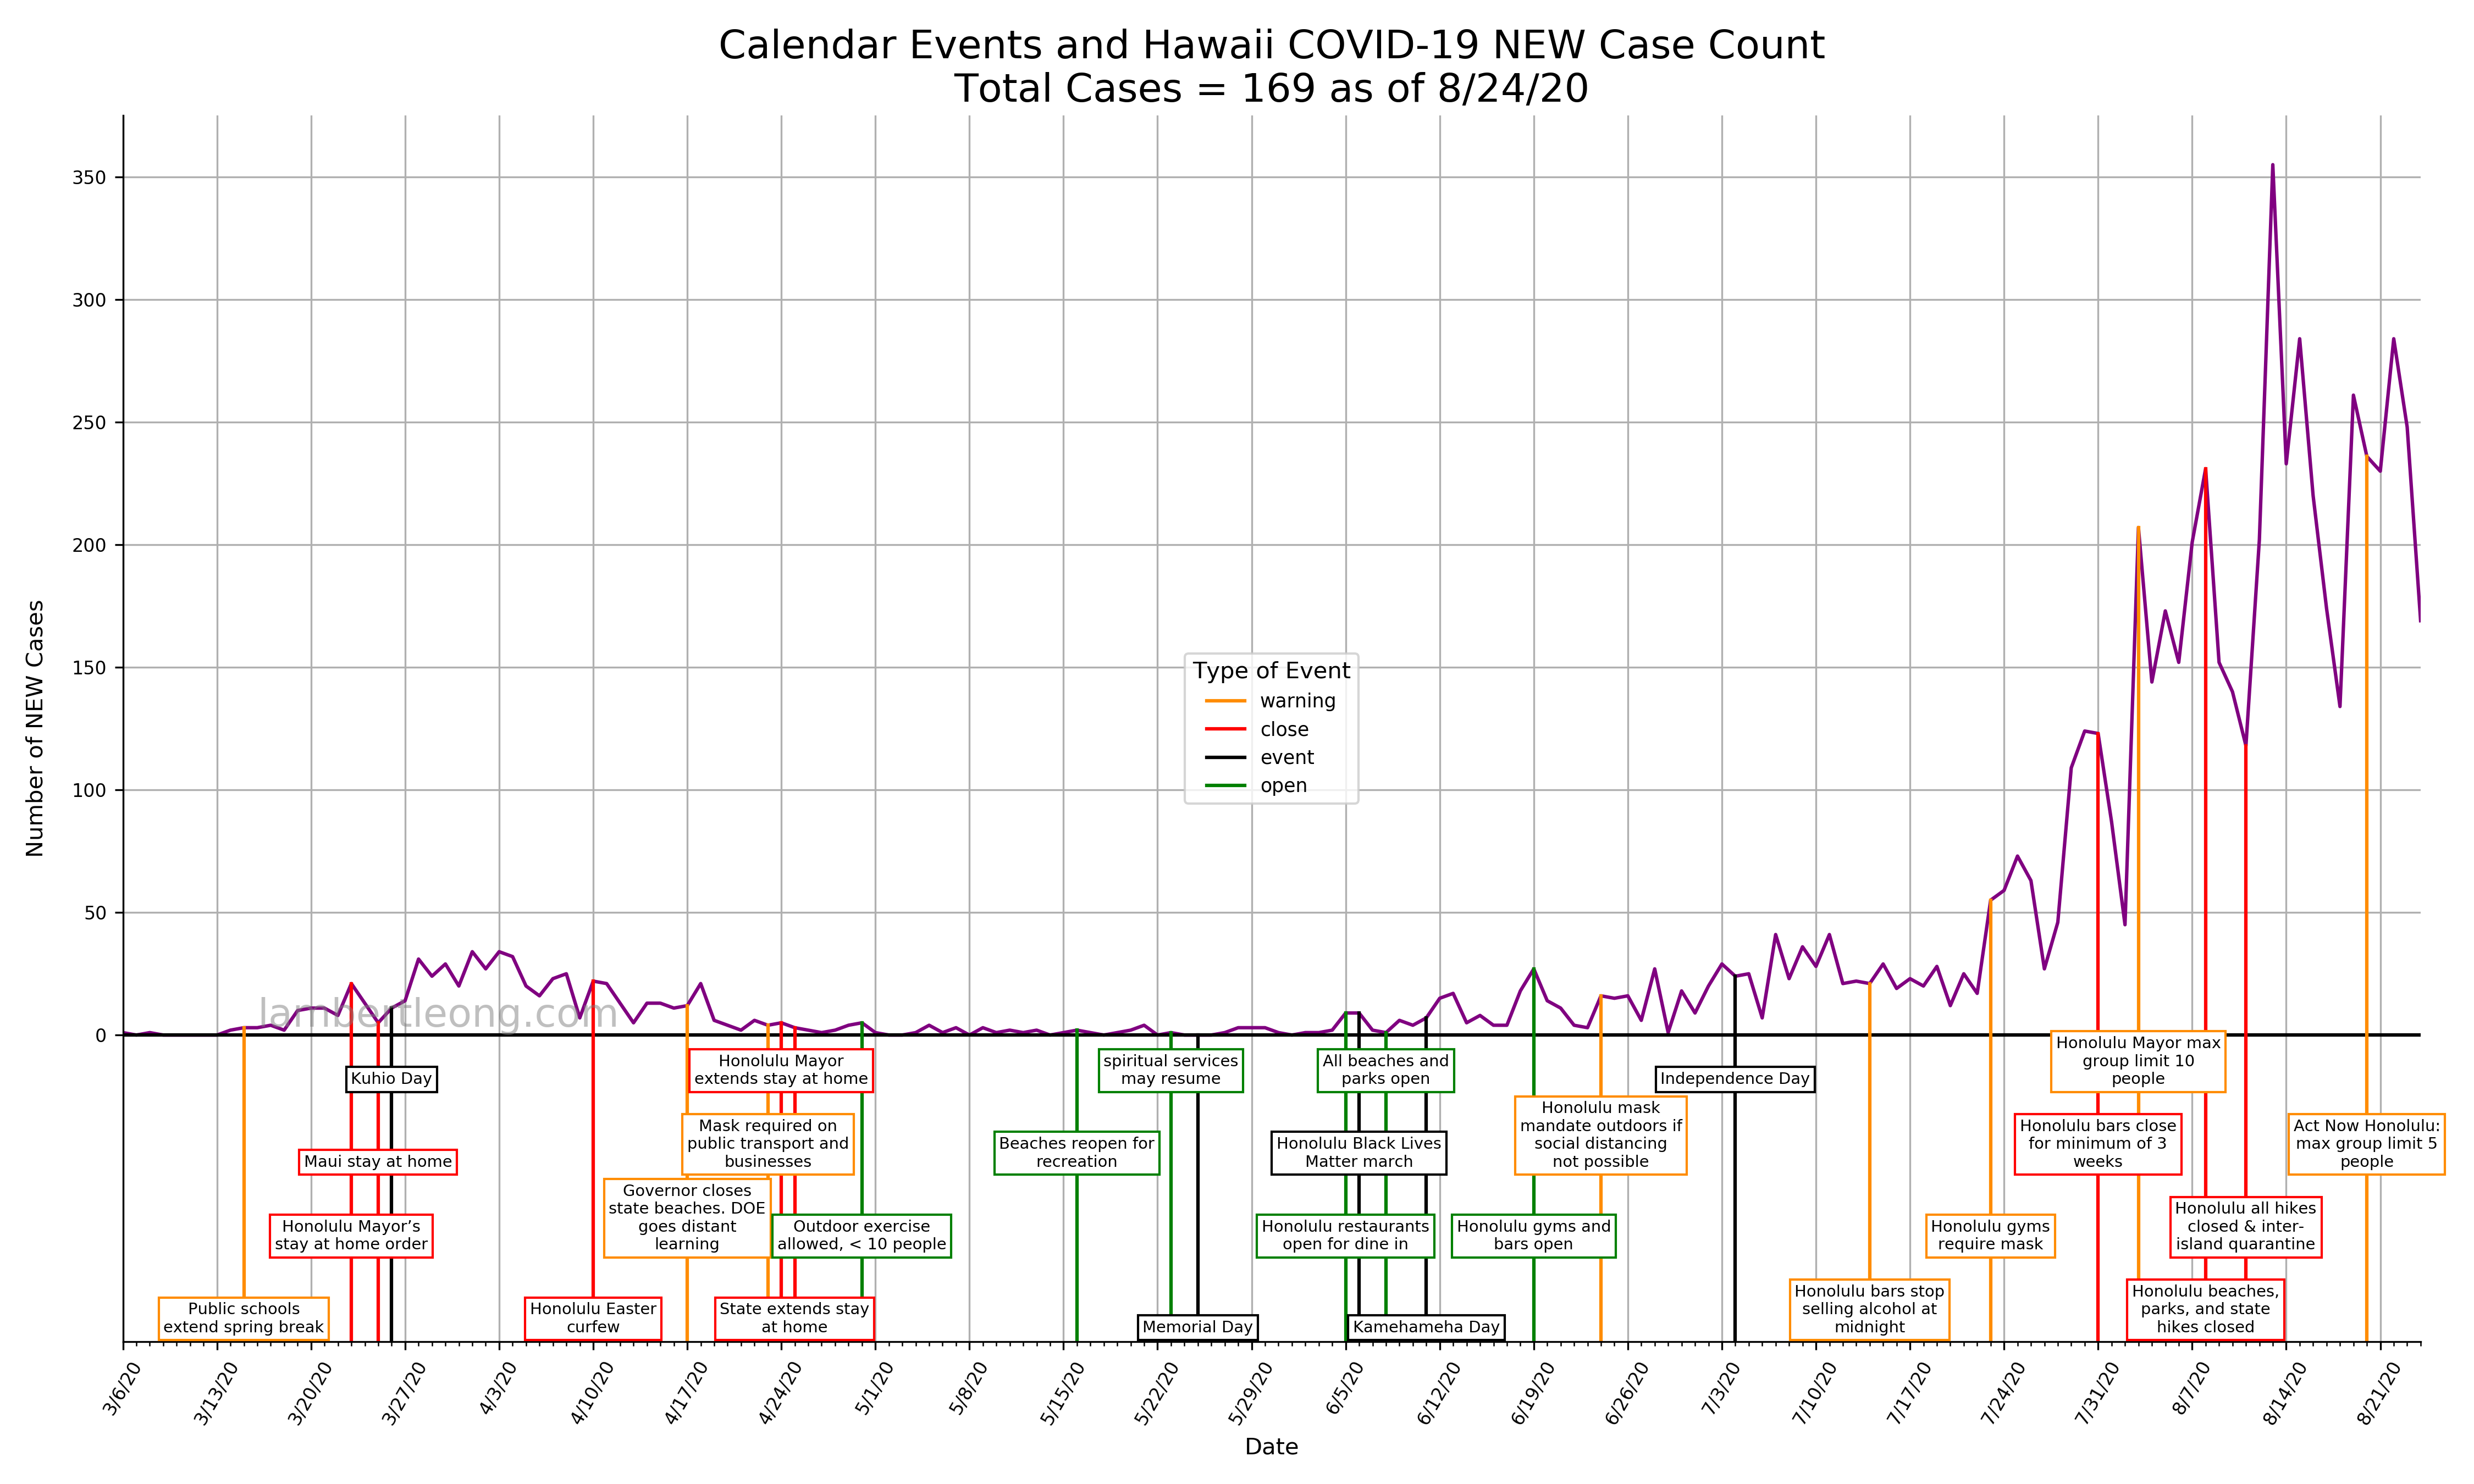 Calendar Events and Hawaii COVID-19 NEW Case Count
Total Cases = 169 as of 8/24/20
Number of NEW Cases
350
300
250
200
150
100
50
0
Type of Event
warning
close
event
open
lambertleong.com
Public schools
extend spring break
Honolulu Mayor’s
stay at home order
Maui stay at home
Kuhio Day
Honolulu Easter
curfew
Governor closes
state beaches. DOE
goes distant
learning
Mask required on
public transport and
businesses
Honolulu Mayor
extends stay at home
State extends stay
at home
Outdoor exercise
allowed, < 10 people
Beaches reopen for
recreation
spiritual services
may resume
Memorial Day
Honolulu restaurants
open for dine in
Honolulu Black Lives
Matter march
All beaches and
parks open
Kamehameha Day
Honolulu gyms and
bars open
Honolulu mask
mandate outdoors if
social distancing
not possible
Independence Day
Honolulu bars stop
selling alcohol at
midnight
Honolulu gyms
require mask
Honolulu bars close
for minimum of 3
weeks
Honolulu Mayor max
group limit 10
people
Honolulu beaches,
parks, and state
hikes closed
Honolulu all hikes
closed & inter-
island quarantine
Act Now Honolulu:
max group limit 5
people
3/6/20
3/13/20
3/20/20
3/27/20
4/3/20
4/10/20
4/17/20
4/24/20
5/1/20
5/8/20
5/15/20
5/22/20
5/29/20
6/5/20
6/12/20
6/19/20
6/26/20
7/3/20
7/10/20
7/17/20
7/24/20
7/31/20
8/7/20
8/14/20
8/21/20
Date